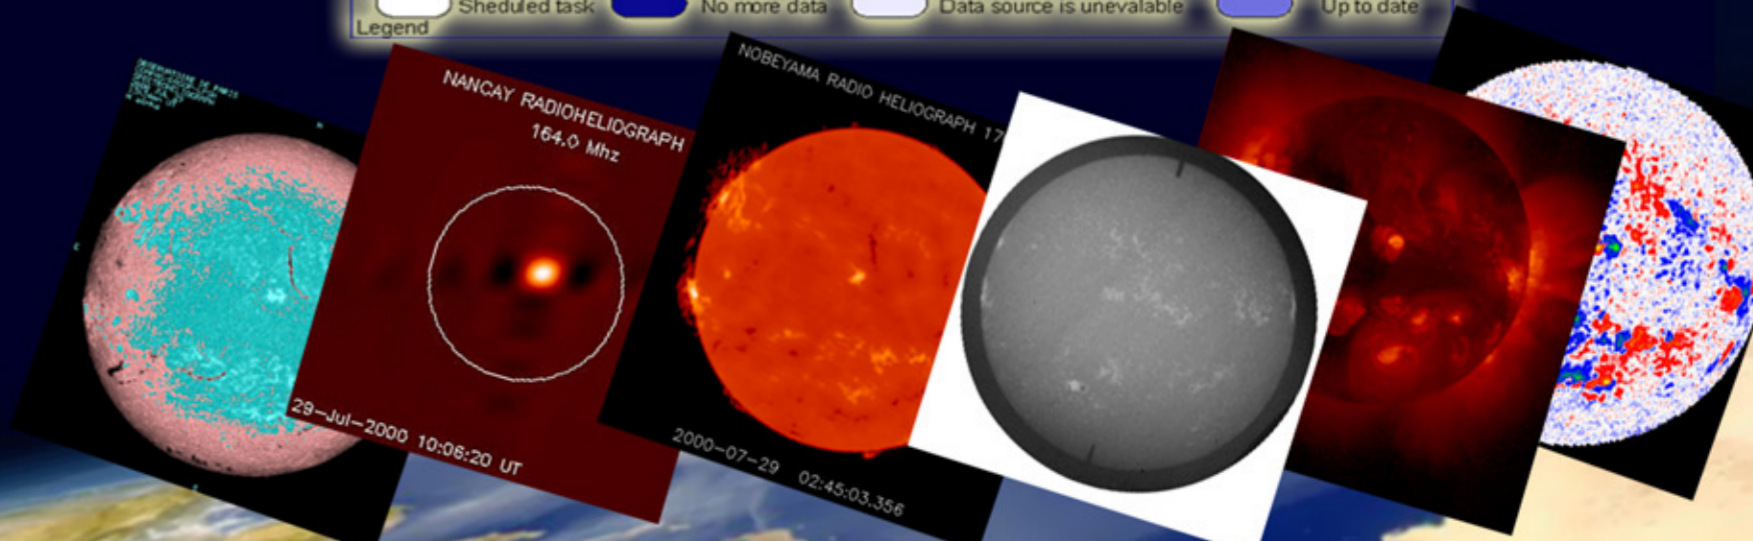 Sheduled task
No more data
Data source is unevalable
Up to date
Legend
NANCAY RADIOHELIOGRAPH
164.0 Mhz
29-Jul-2000 10:06:20 UT
NOBEYAMA RADIO HELIOGRAPH 17
2000-07-29 02:45:03.356